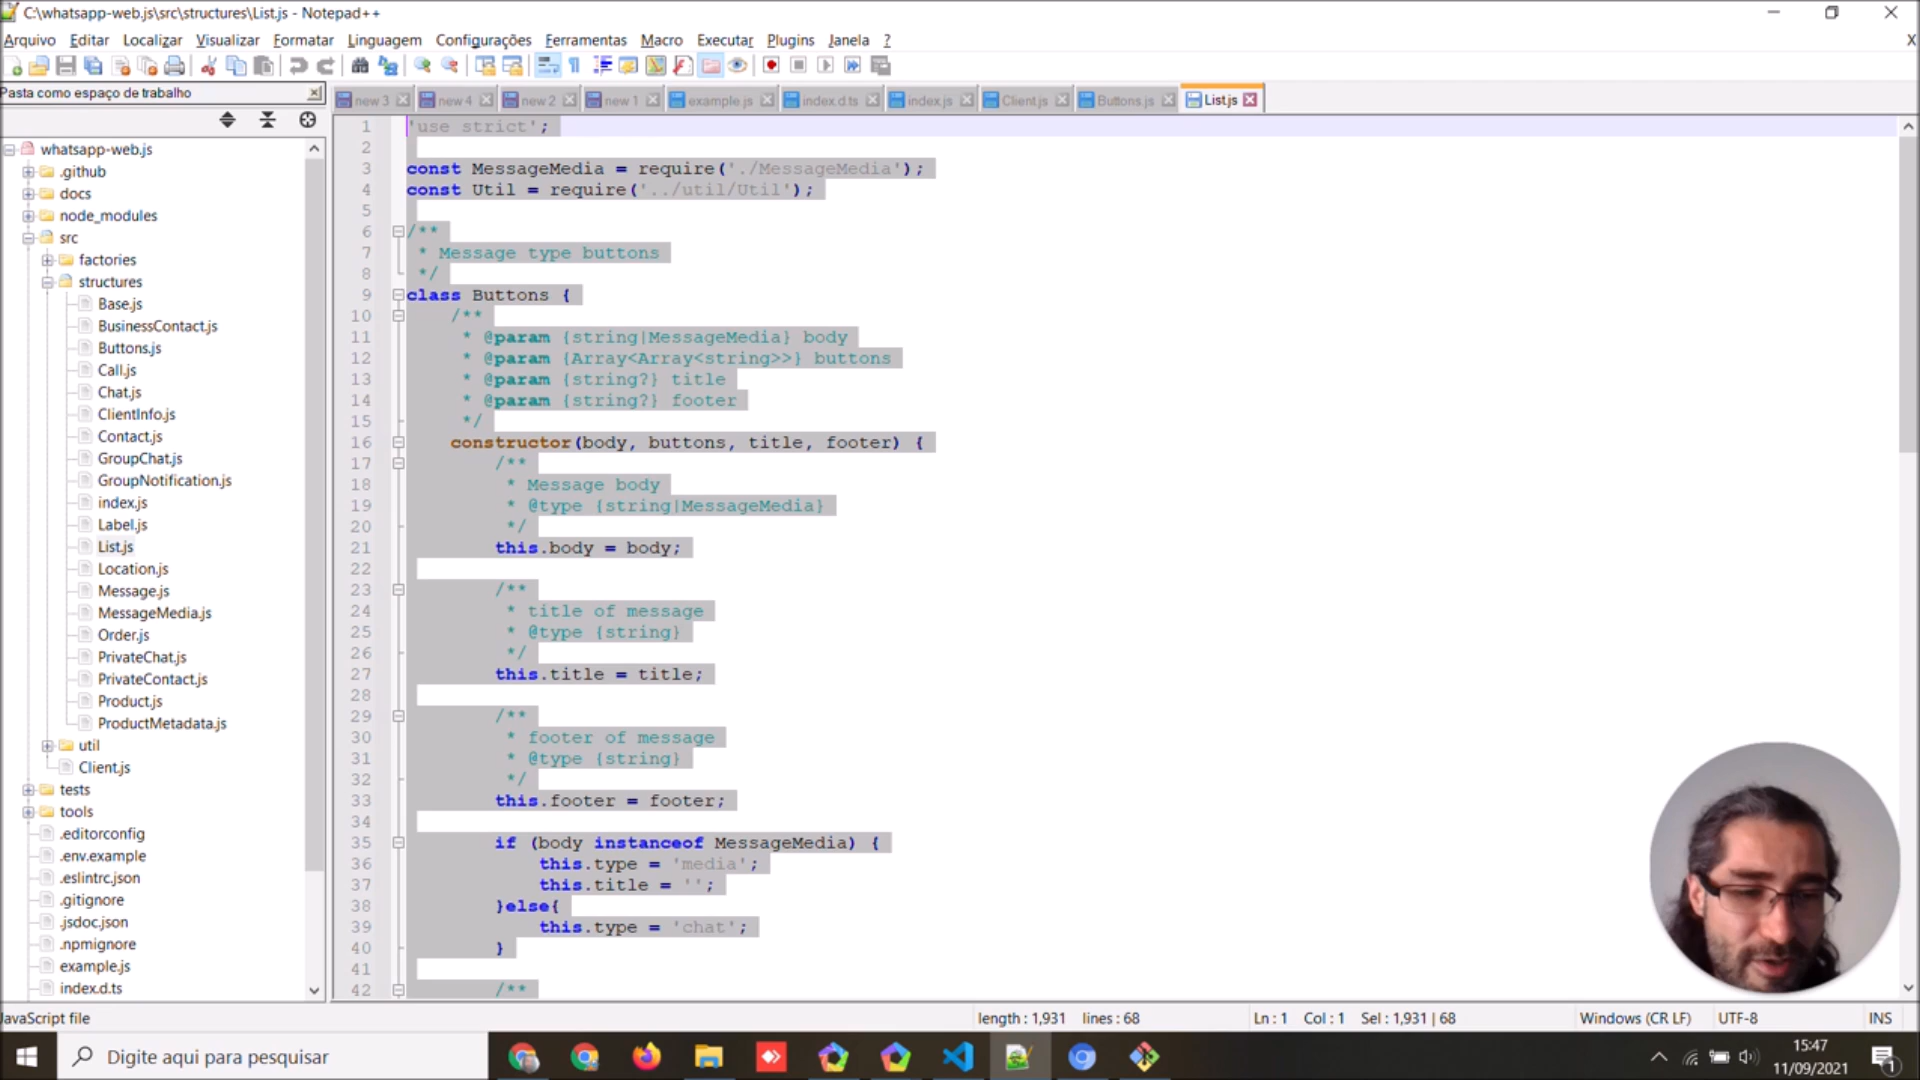 C:\whatsapp-web.js\src\structures\List.js - Notepad++
Arquivo Editar Localizar Visualizar Formatar Linguagem Configurações Ferramentas Macro Executar Plugins Janela ? X
Pasta como espaço de trabalho
new 3 new 4 new 2 new 1 example.js index.d.ts index.js Client.js Buttons.js List.js
whatsapp-web.js
.github
docs
node_modules
src
factories
structures
Base.js
BusinessContact.js
Buttons.js
Call.js
Chat.js
ClientInfo.js
Contact.js
GroupChat.js
GroupNotification.js
index.js
Label.js
List.js
Location.js
Message.js
MessageMedia.js
Order.js
PrivateChat.js
PrivateContact.js
Product.js
ProductMetadata.js
util
Client.js
tests
tools
.editorconfig
.env.example
.eslintrc.json
.gitignore
.jsdoc.json
.npmignore
example.js
index.d.ts
1 'use strict';
2
3 const MessageMedia = require('./MessageMedia');
4 const Util = require('../util/Util');
5
6 /**
7 * Message type buttons
8 */
9 class Buttons {
10 /**
11 * @param {string|MessageMedia} body
12 * @param {Array<Array<string>>} buttons
13 * @param {string?} title
14 * @param {string?} footer
15 */
16 constructor(body, buttons, title, footer) {
17 /**
18 * Message body
19 * @type {string|MessageMedia}
20 */
21 this.body = body;
22
23 /**
24 * title of message
25 * @type {string}
26 */
27 this.title = title;
28
29 /**
30 * footer of message
31 * @type {string}
32 */
33 this.footer = footer;
34
35 if (body instanceof MessageMedia) {
36 this.type = 'media';
37 this.title = '';
38 }else{
39 this.type = 'chat';
40 }
41
42 /**
JavaScript file length : 1,931 lines : 68 Ln : 1 Col : 1 Sel : 1,931 | 68 Windows (CR LF) UTF-8 INS
Digite aqui para pesquisar
15:47
11/09/2021
1